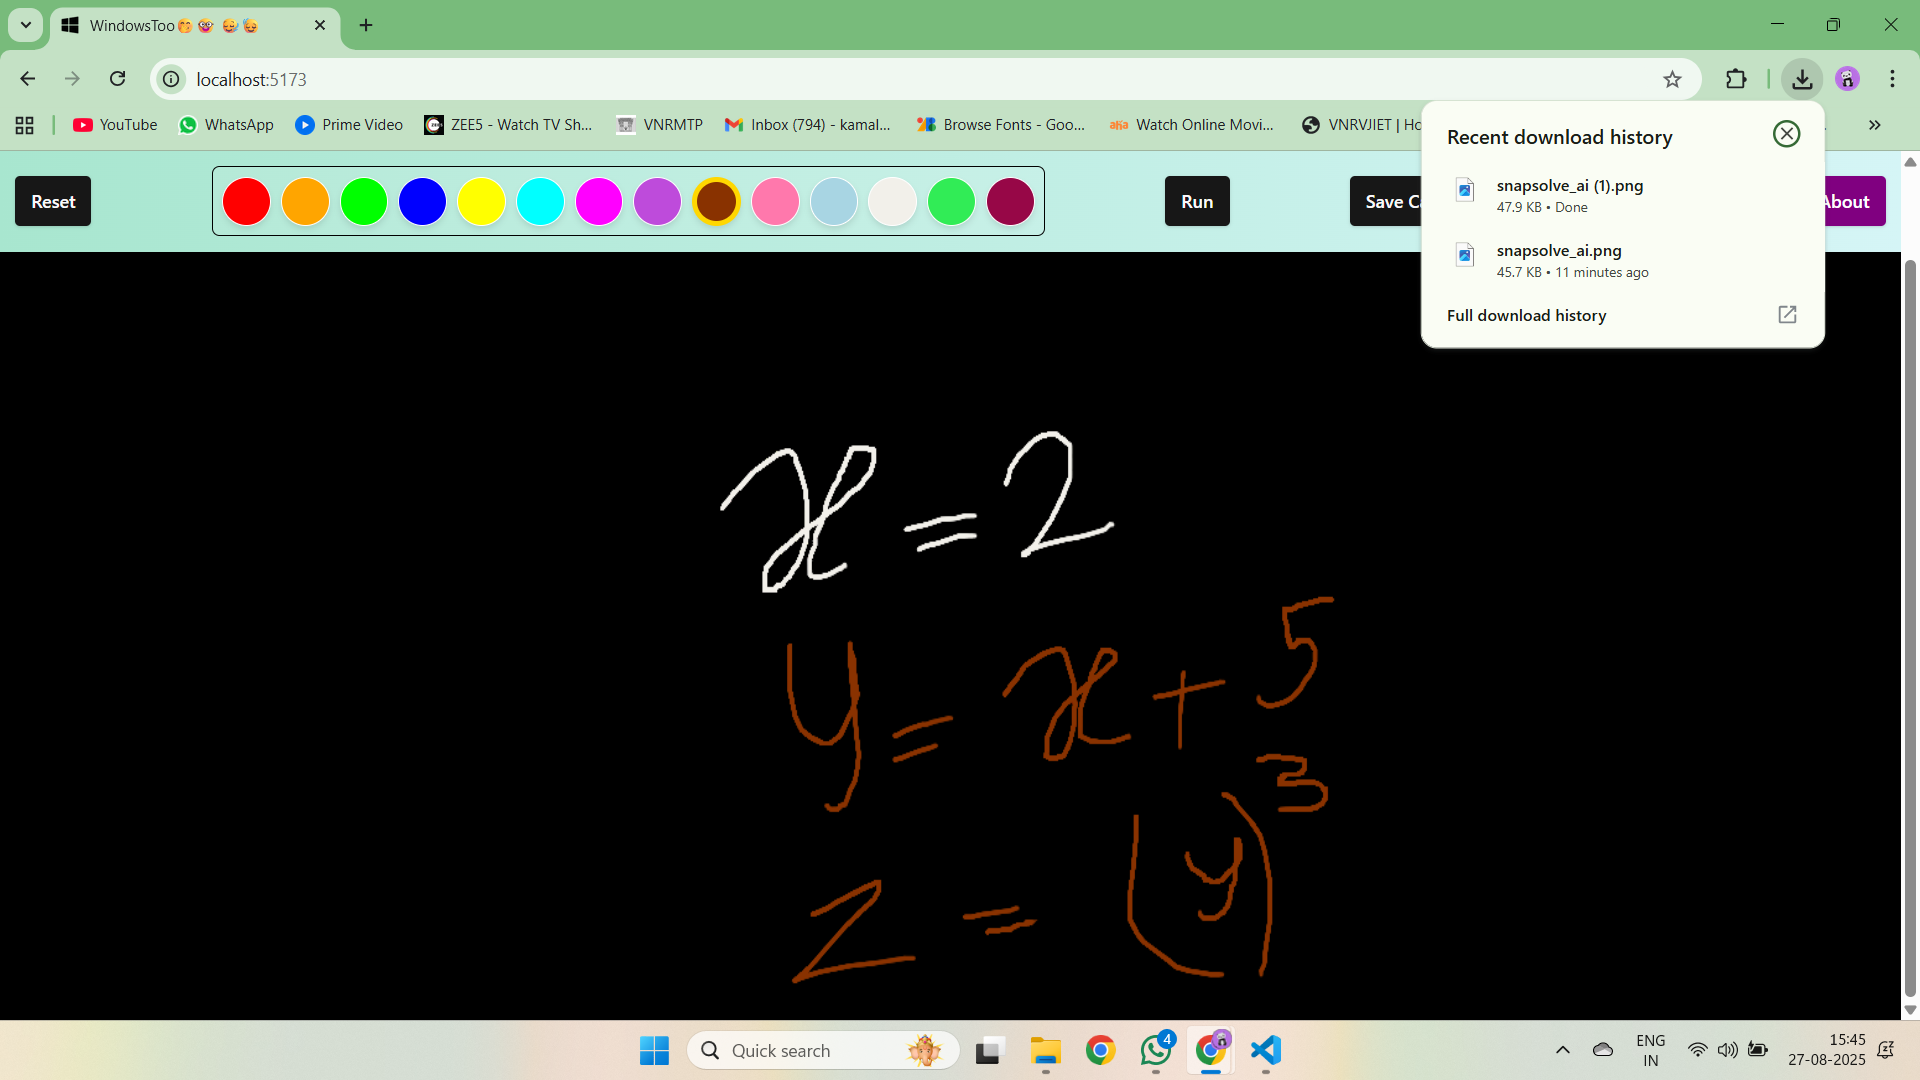 WindowsToo🤭🤓 😅🥳
localhost:5173
YouTube WhatsApp Prime Video ZEE5 - Watch TV Sh... VNRMTP Inbox (794) - kamal... Browse Fonts - Goo... Watch Online Movi... VNRVJIET | Ho
Recent download history
snapsolve_ai (1).png
47.9 KB • Done
snapsolve_ai.png
45.7 KB • 11 minutes ago
Full download history
Reset Run Save Ca About
x = 2
y = x + 5
z = (y)³
Quick search
4
ENG
IN
15:45
27-08-2025